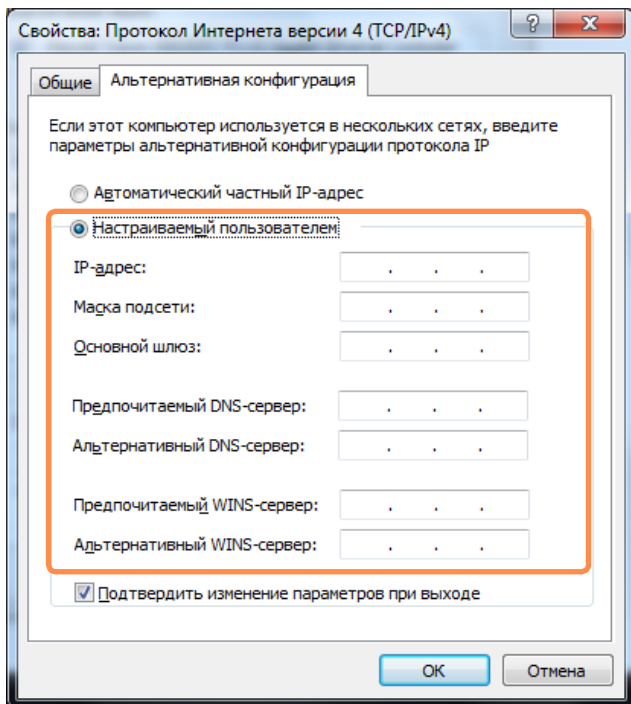 Свойства: Протокол Интернета версии 4 (TCP/IPv4)
Общие
Альтернативная конфигурация
Если этот компьютер используется в нескольких сетях, введите
параметры альтернативной конфигурации протокола IP
Автоматический частный IP-адрес
Настраиваемый пользователем
IP-адрес:
Маска подсети:
Основной шлюз:
Предпочитаемый DNS-сервер:
Альтернативный DNS-сервер:
Предпочитаемый WINS-сервер:
Альтернативный WINS-сервер:
Подтвердить изменение параметров при выходе
ОК
Отмена